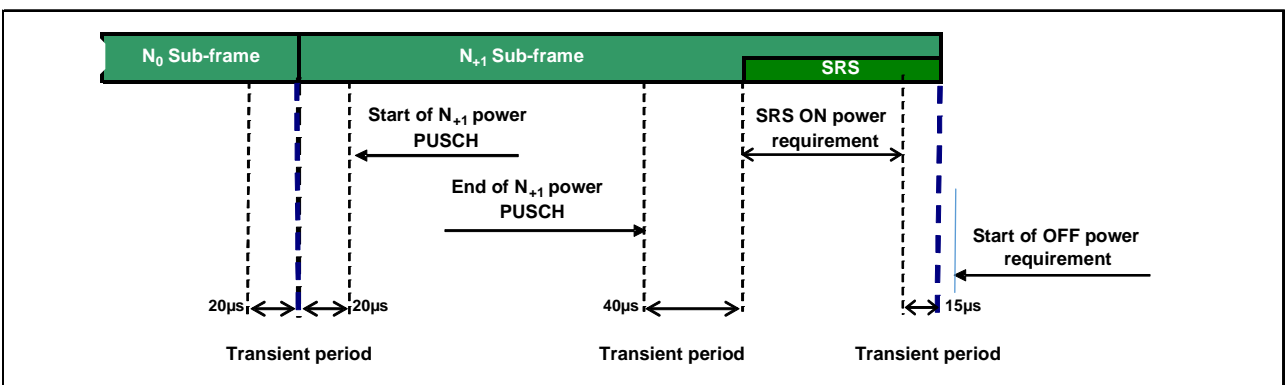 N₀ Sub-frame
N₊₁ Sub-frame
SRS
Start of N₊₁ power
PUSCH
SRS ON power
requirement
End of N₊₁ power
PUSCH
Start of OFF power
requirement
20µs
20µs
40µs
15µs
Transient period
Transient period
Transient period